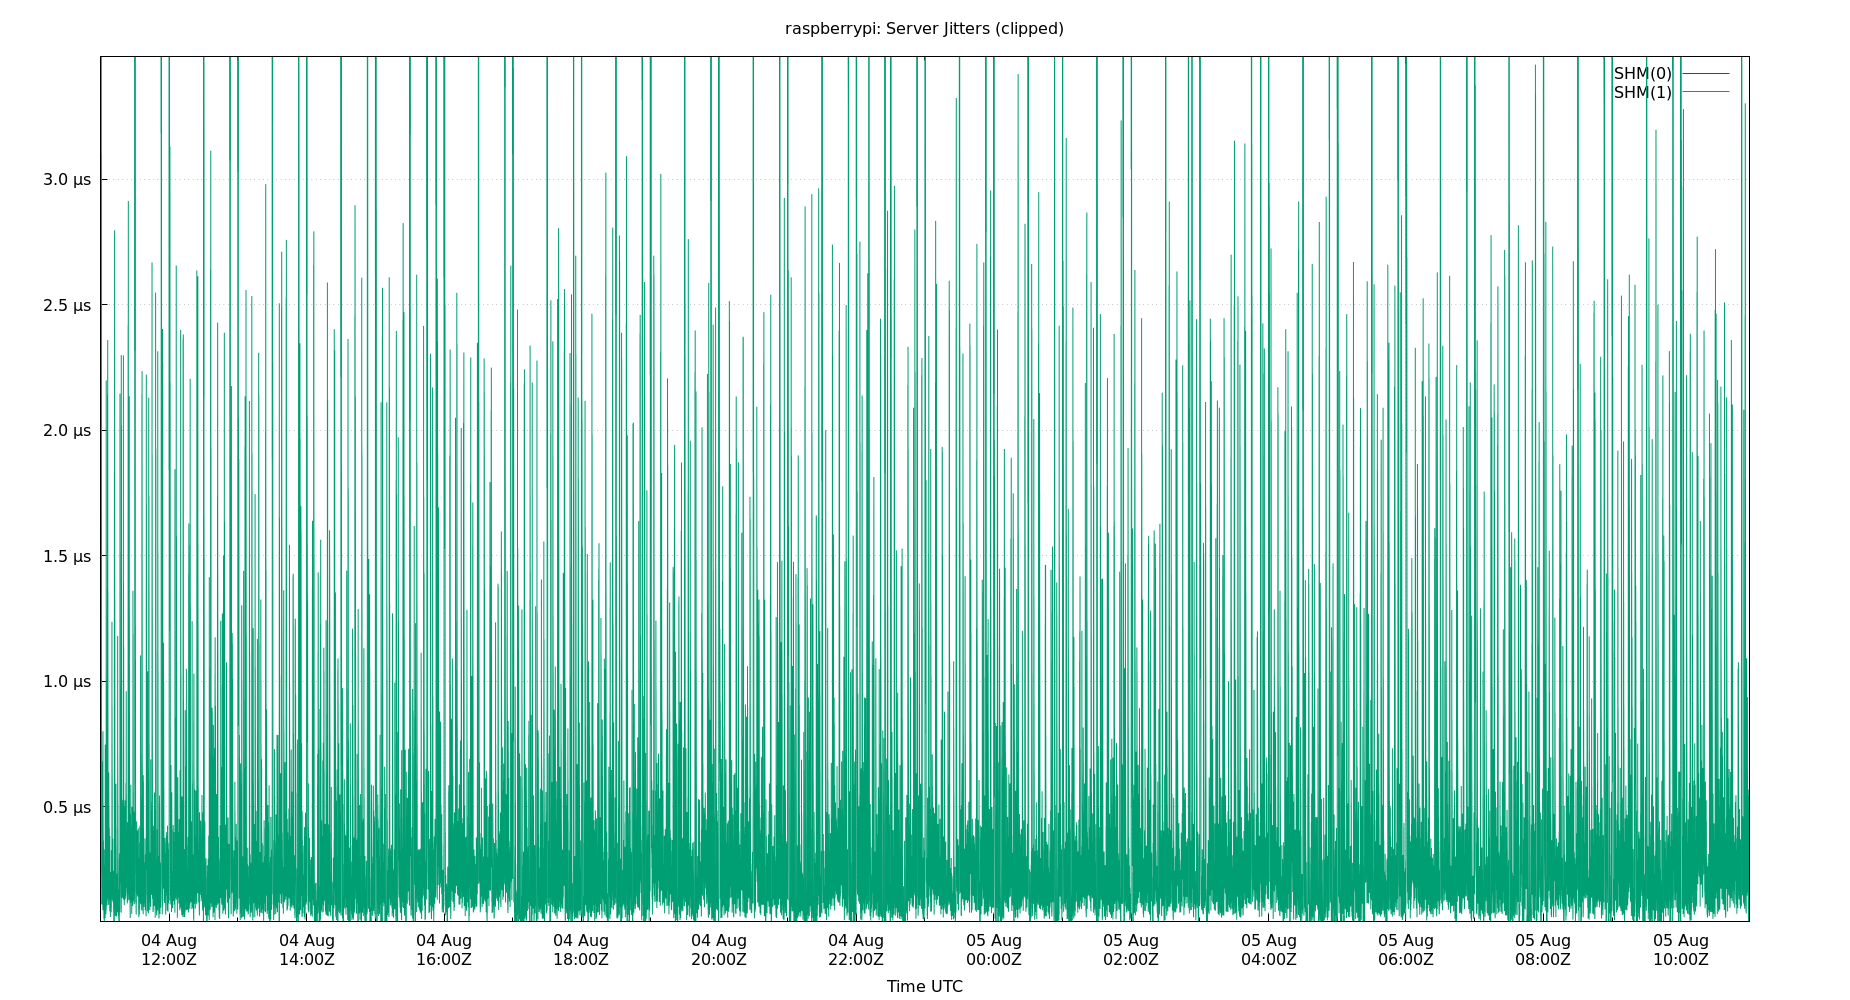 raspberrypi: Server Jitters (clipped)
SHM(0)
SHM(1)
3.0 µs
2.5 µs
2.0 µs
1.5 µs
1.0 µs
0.5 µs
04 Aug 04 Aug 04 Aug 04 Aug 04 Aug 04 Aug 05 Aug 05 Aug 05 Aug 05 Aug 05 Aug 05 Aug
12:00Z 14:00Z 16:00Z 18:00Z 20:00Z 22:00Z 00:00Z 02:00Z 04:00Z 06:00Z 08:00Z 10:00Z
Time UTC